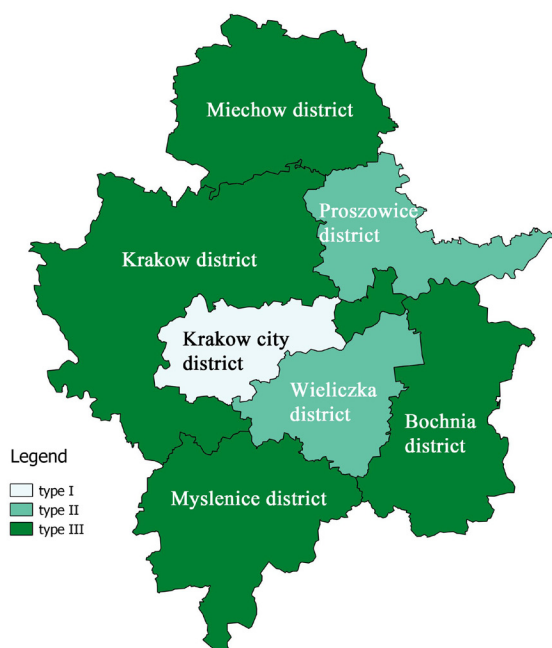 Miechow district
Proszowice
district
Krakow district
Krakow city
district
Wieliczka
district
Bochnia
district
Legend
type I
type II
type III
Myslenice district